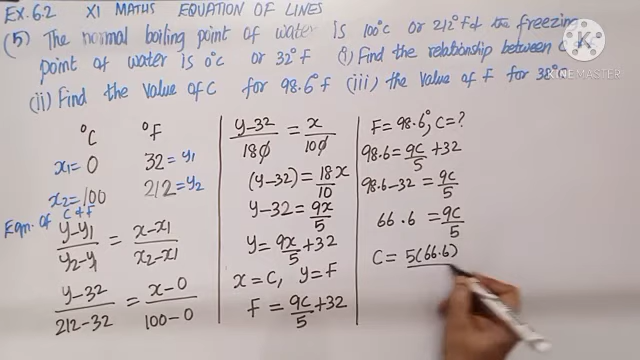 EX.6.2 XI MATHS EQUATION OF LINES
(5) The normal boiling point of water is 100°C or 212°F & the freezing
point of water is 0°C or 32°F (i) Find the relationship between C &
(ii) Find the value of C for 98.6°F (iii) the value of F for 38°C
KINEMASTER
°C °F
x₁=0 32=y₁
x₂=100 212=y₂
Eqn. of C & F
y-y₁/y₂-y₁ = x-x₁/x₂-x₁
y-32/212-32 = x-0/100-0
y-32/180 = x/100
(y-32) = 18x/10
y-32 = 9x/5
y = 9x/5 +32
x=C, y=F
F = 9C/5 +32
F=98.6°, C=?
98.6 = 9C/5 +32
98.6-32 = 9C/5
66.6 = 9C/5
C = 5(66.6)